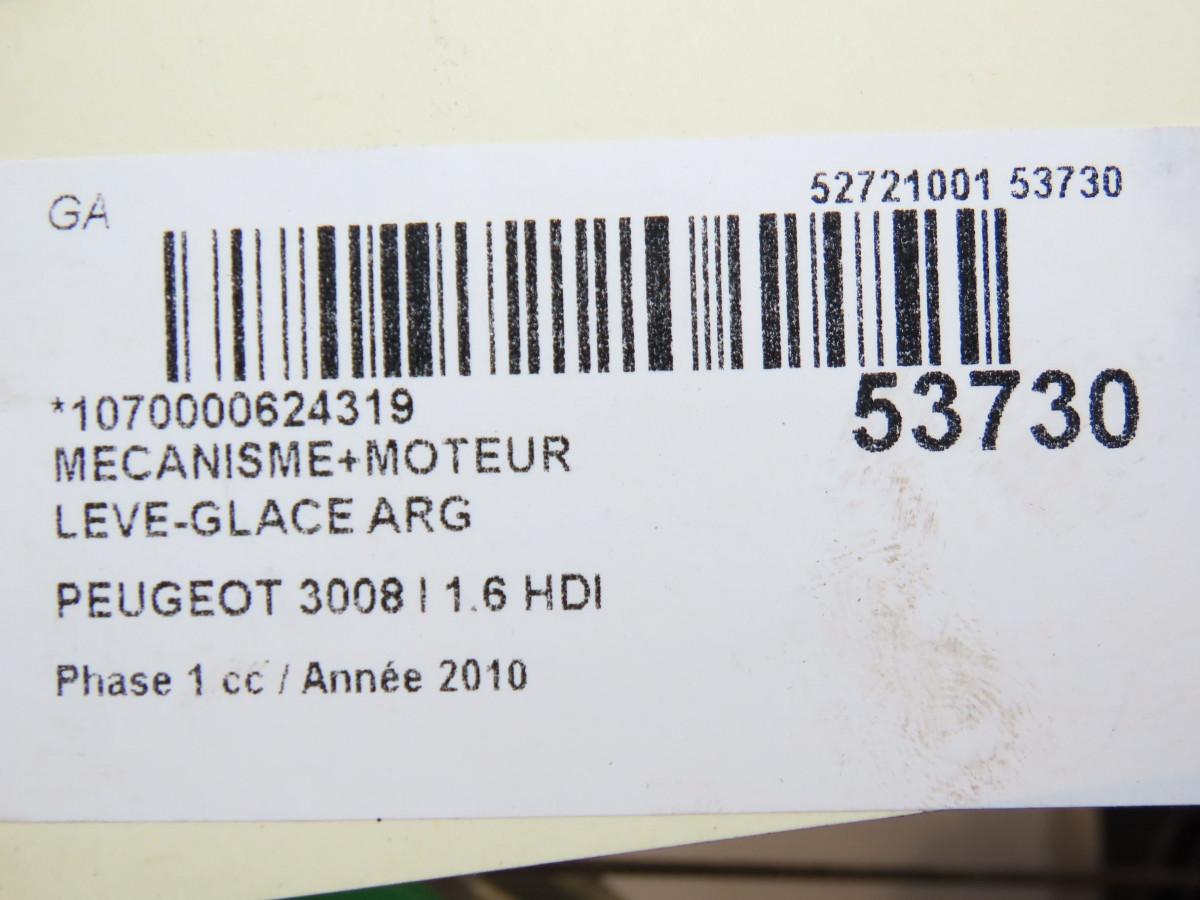 GA
52721001 53730
53730
*1070000624319
MECANISME+MOTEUR
LEVE-GLACE ARG
PEUGEOT 3008 I 1.6 HDI
Phase 1 cc / Année 2010